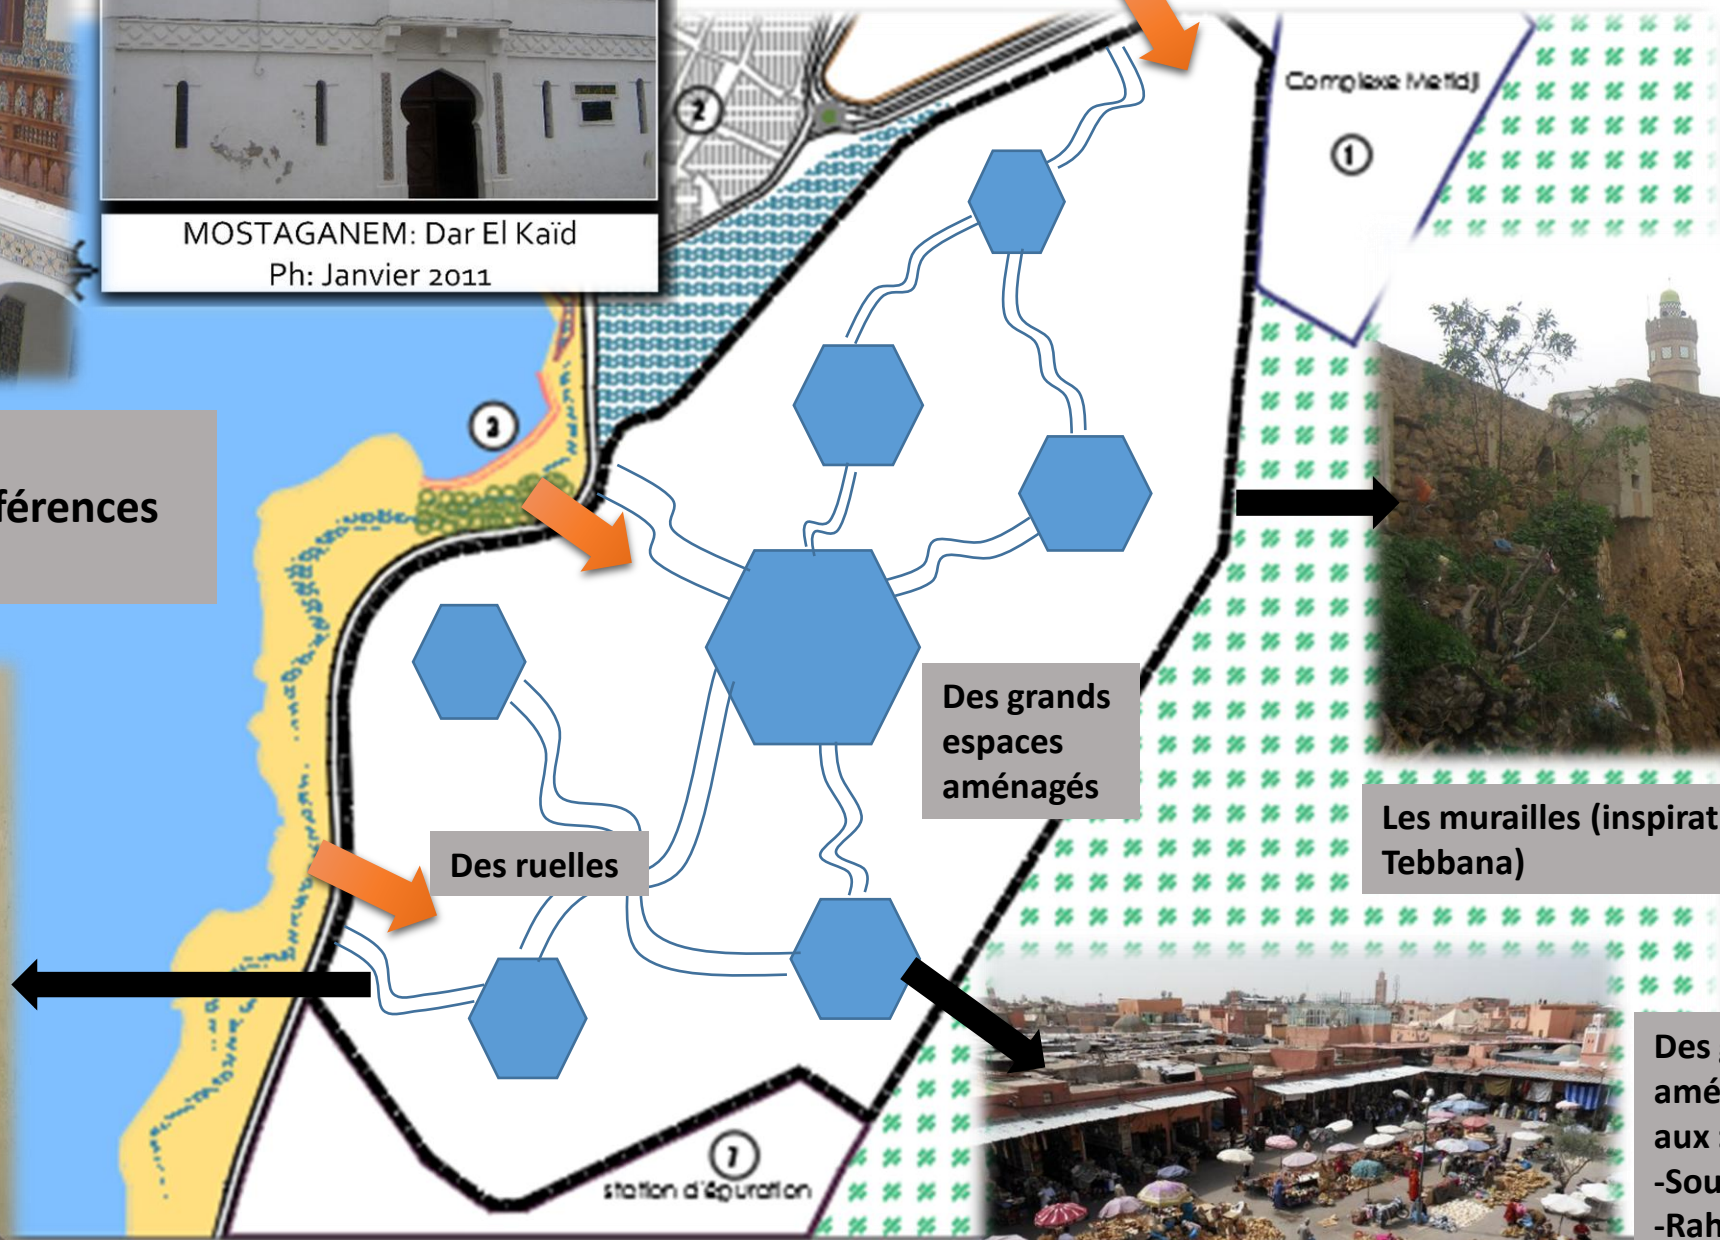 MOSTAGANEM: Dar El Kaïd
Ph: Janvier 2011
2
Complexe Metidji
1
3
férences
Des grands
espaces
aménagés
Les murailles (inspirat
Tebbana)
Des ruelles
Des
amé
aux
-Sou
-Rah
7
station d'épuration